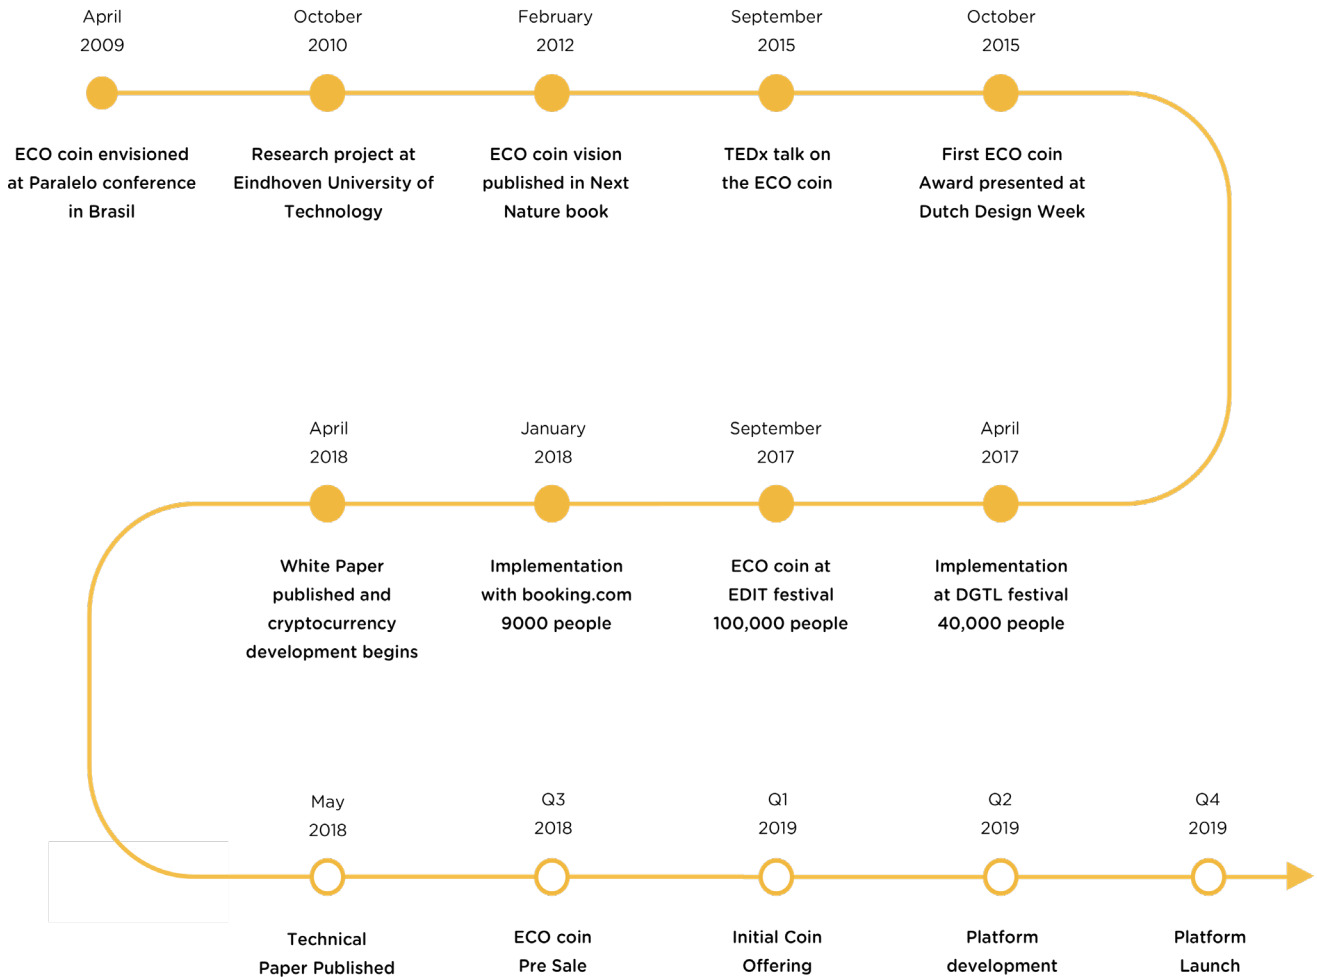 April
2009
ECO coin envisioned
at Paralelo conference
in Brasil
October
2010
Research project at
Eindhoven University of
Technology
February
2012
ECO coin vision
published in Next
Nature book
September
2015
TEDx talk on
the ECO coin
October
2015
First ECO coin
Award presented at
Dutch Design Week
April
2017
Implementation
at DGTL festival
40,000 people
September
2017
ECO coin at
EDIT festival
100,000 people
January
2018
Implementation
with booking.com
9000 people
April
2018
White Paper
published and
cryptocurrency
development begins
May
2018
Technical
Paper Published
Q3
2018
ECO coin
Pre Sale
Q1
2019
Initial Coin
Offering
Q2
2019
Platform
development
Q4
2019
Platform
Launch